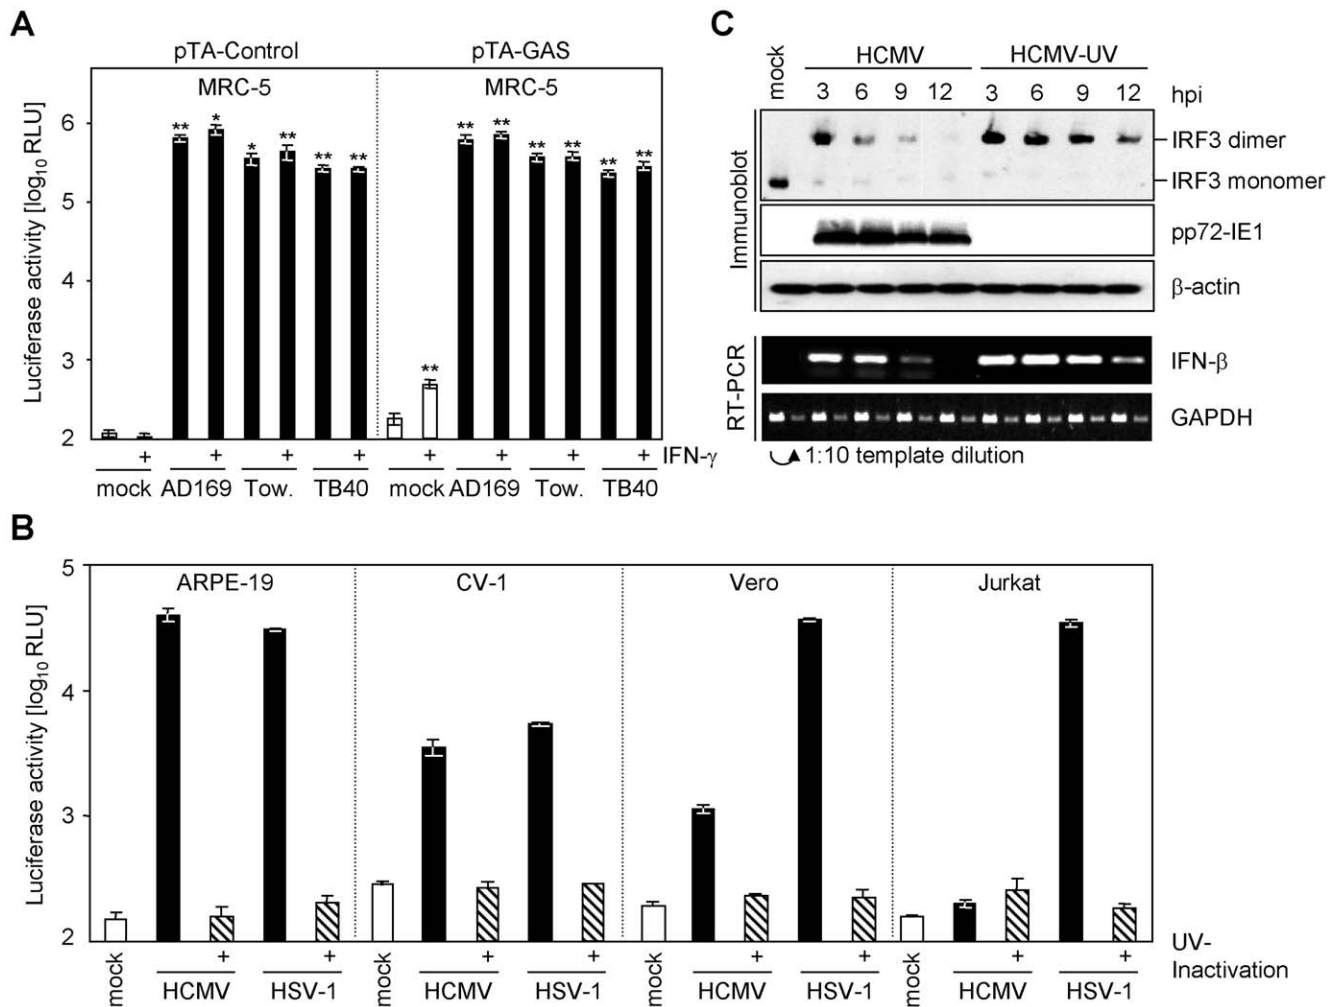 A
pTA-Control pTA-GAS
MRC-5 MRC-5
Luciferase activity [log10 RLU]
6
5
4
3
2
** * * ** ** ** ** ** ** ** ** ** **
+ + + + + + + + IFN-γ
mock AD169 Tow. TB40 mock AD169 Tow. TB40
C
mock HCMV HCMV-UV
3 6 9 12 3 6 9 12 hpi
Immunoblot
IRF3 dimer
IRF3 monomer
pp72-IE1
β-actin
RT-PCR
IFN-β
GAPDH
1:10 template dilution
B
ARPE-19 CV-1 Vero Jurkat
Luciferase activity [log10 RLU]
5
4
3
2
+ + + + + + + + UV-Inactivation
mock HCMV HSV-1 mock HCMV HSV-1 mock HCMV HSV-1 mock HCMV HSV-1